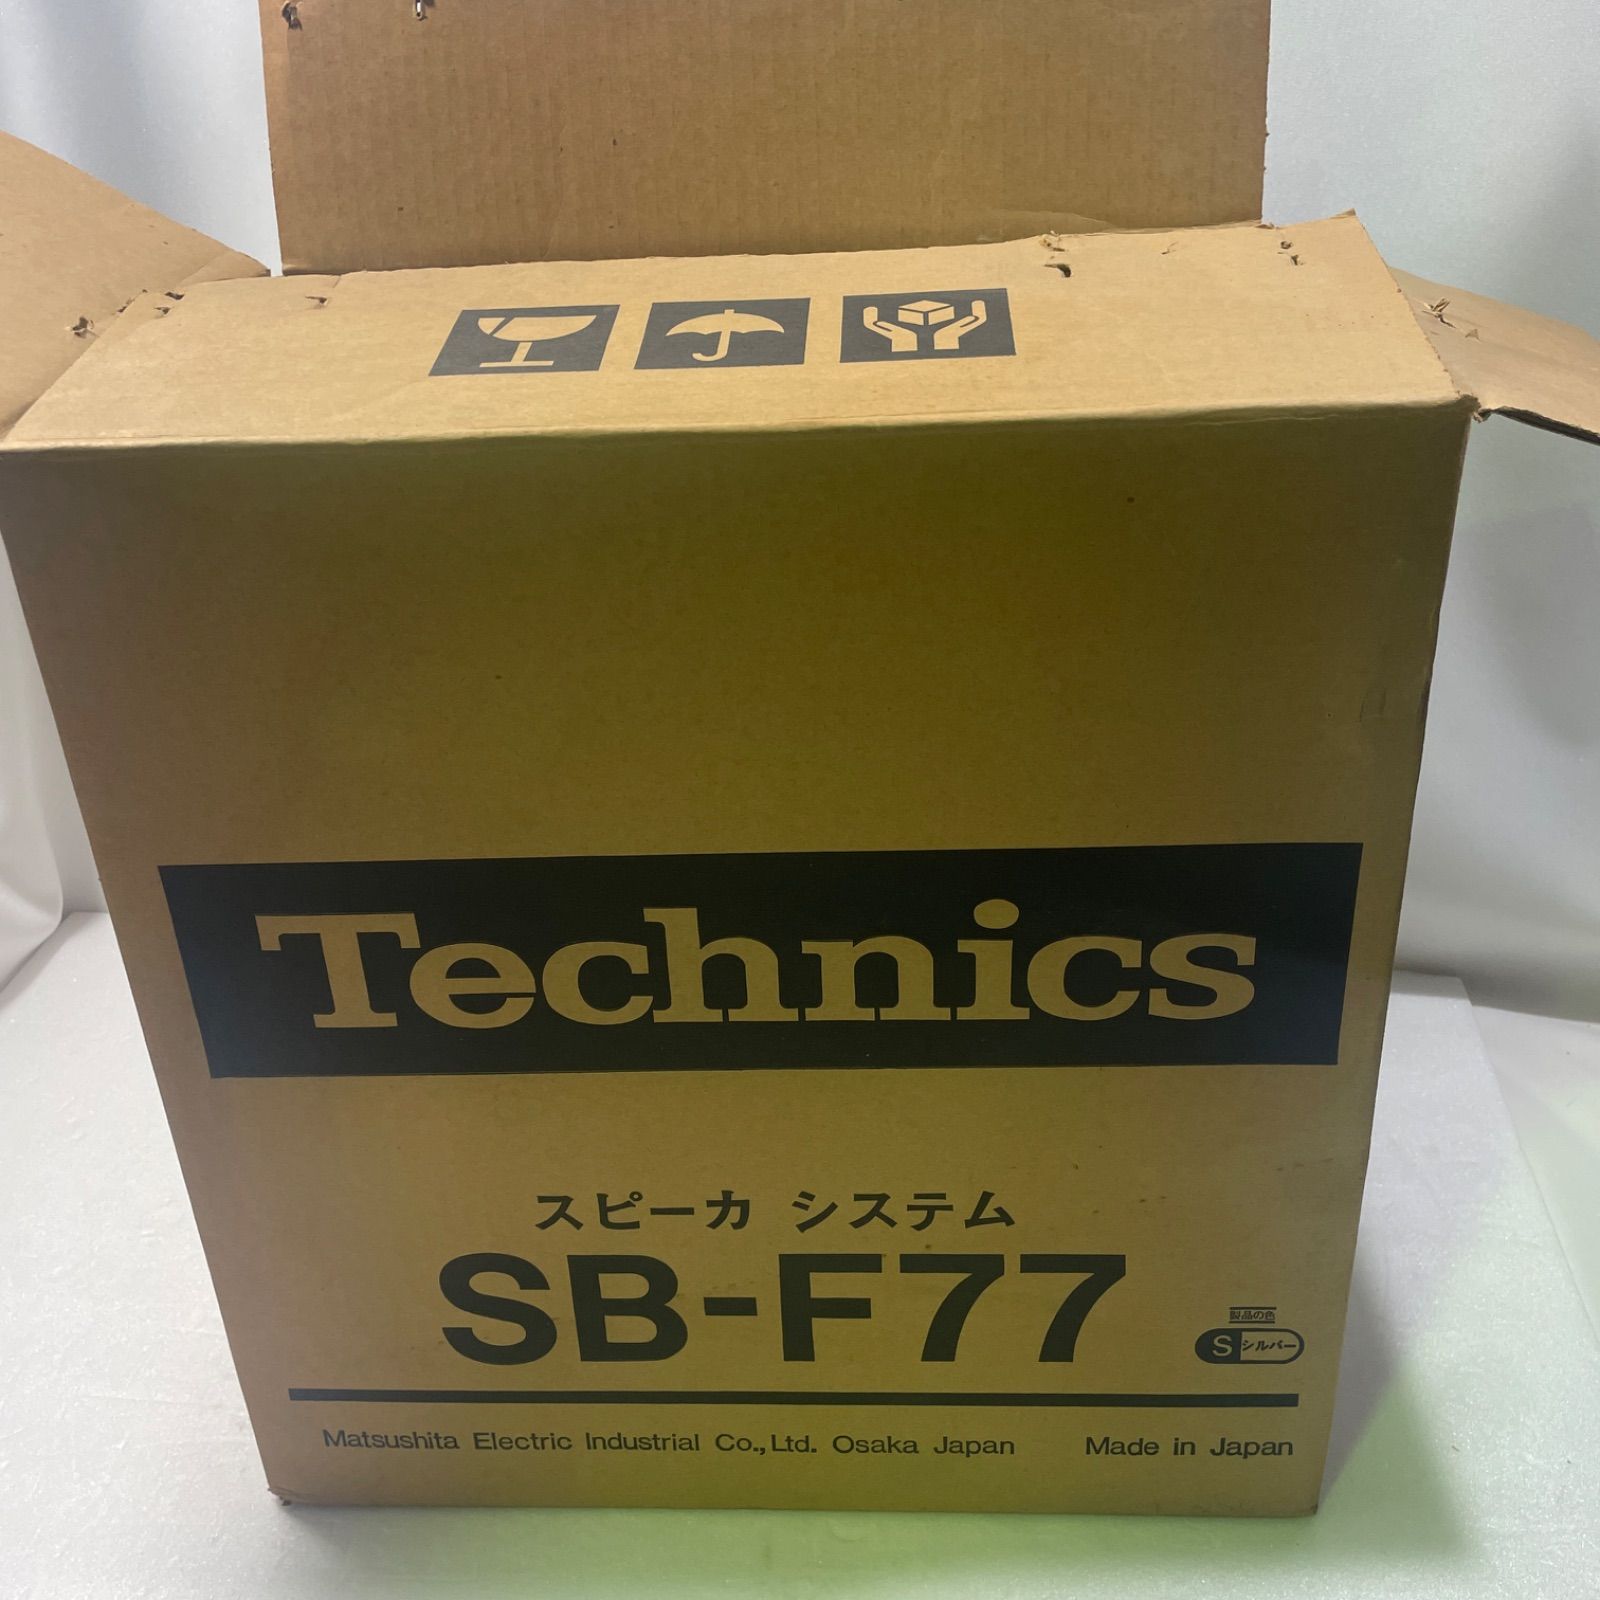 Technics
スピーカ システム
SB-F77
製品の色
S シルバー
Matsushita Electric Industrial Co.,Ltd. Osaka Japan Made in Japan